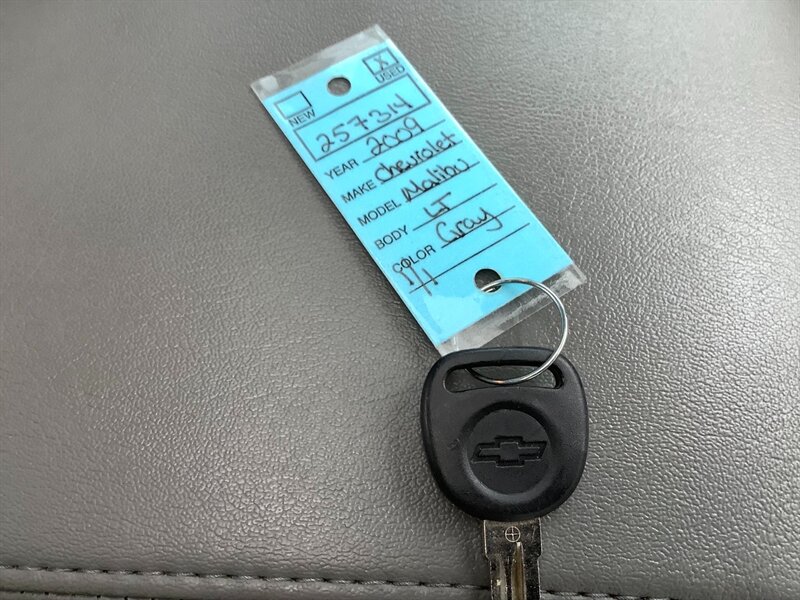 X
NEW USED
257314
YEAR 2009
MAKE Chevrolet
MODEL Malibu
BODY LT
COLOR Gray